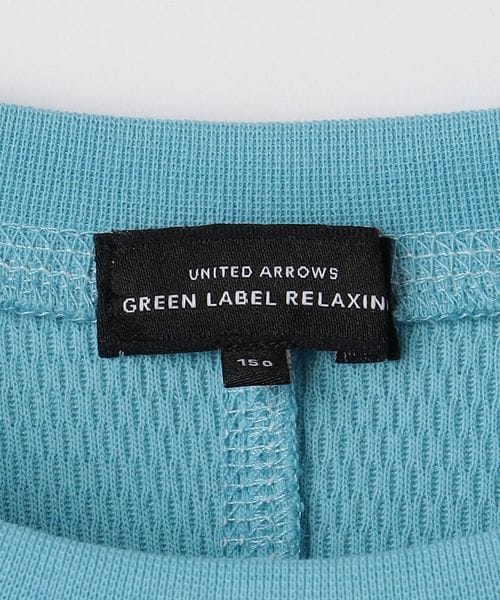 UNITED ARROWS
GREEN LABEL RELAXIN
150